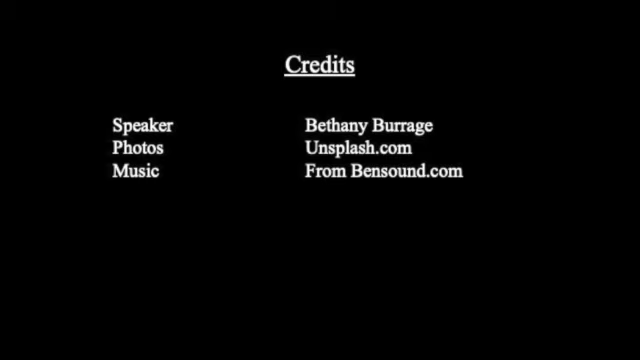 Credits
Speaker Bethany Burrage
Photos Unsplash.com
Music From Bensound.com